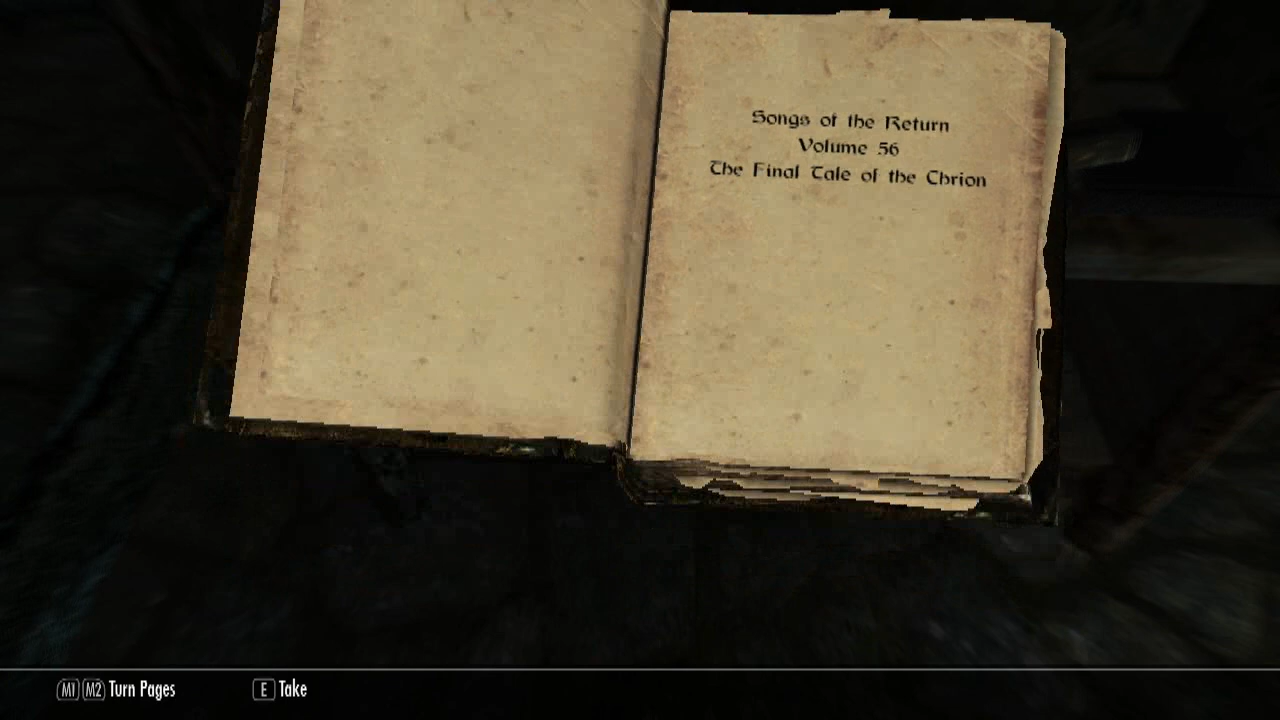 Songs of the Return
Volume 56
The Final Tale of the Chrion
M1 M2 Turn Pages
E Take